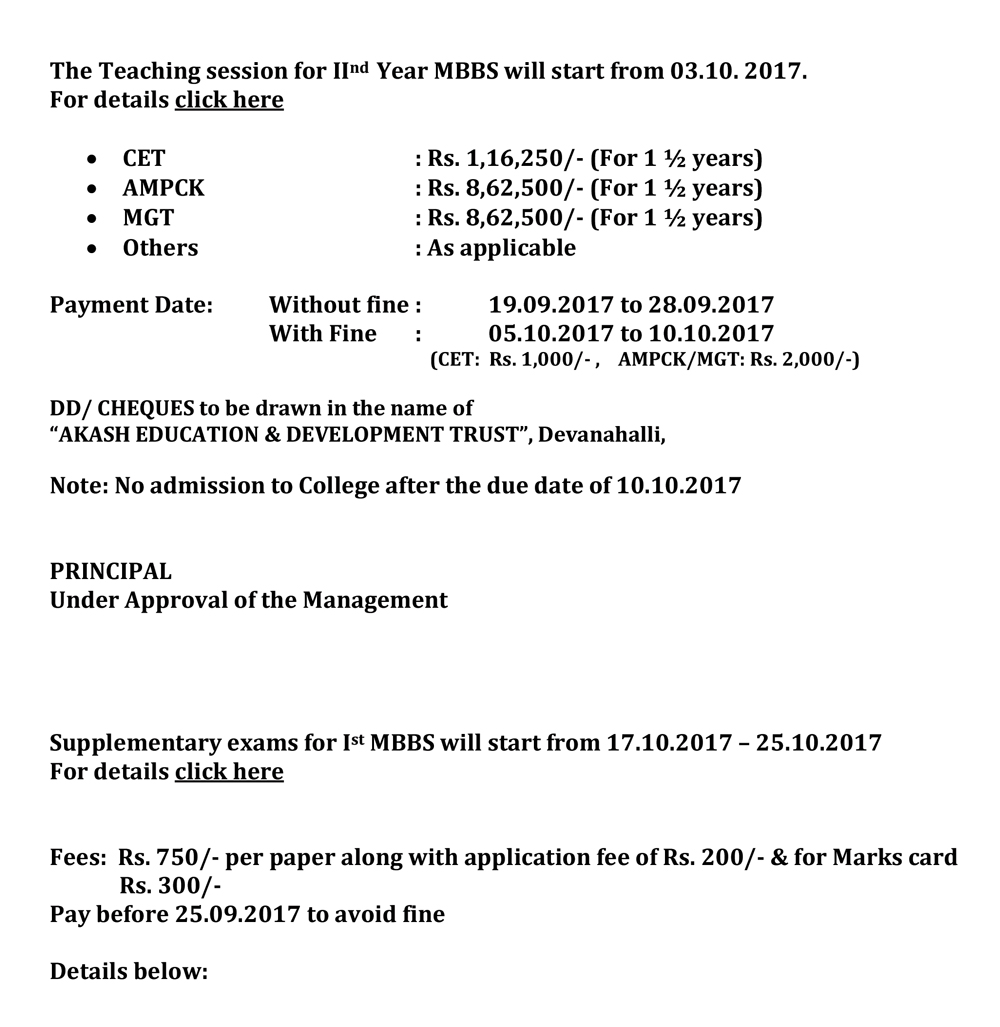 The Teaching session for IInd Year MBBS will start from 03.10. 2017.
For details click here
• CET : Rs. 1,16,250/- (For 1 ½ years)
• AMPCK : Rs. 8,62,500/- (For 1 ½ years)
• MGT : Rs. 8,62,500/- (For 1 ½ years)
• Others : As applicable
Payment Date: Without fine : 19.09.2017 to 28.09.2017
With Fine : 05.10.2017 to 10.10.2017
(CET: Rs. 1,000/- , AMPCK/MGT: Rs. 2,000/-)
DD/ CHEQUES to be drawn in the name of
“AKASH EDUCATION & DEVELOPMENT TRUST”, Devanahalli,
Note: No admission to College after the due date of 10.10.2017
PRINCIPAL
Under Approval of the Management
Supplementary exams for Ist MBBS will start from 17.10.2017 – 25.10.2017
For details click here
Fees: Rs. 750/- per paper along with application fee of Rs. 200/- & for Marks card
Rs. 300/-
Pay before 25.09.2017 to avoid fine
Details below: